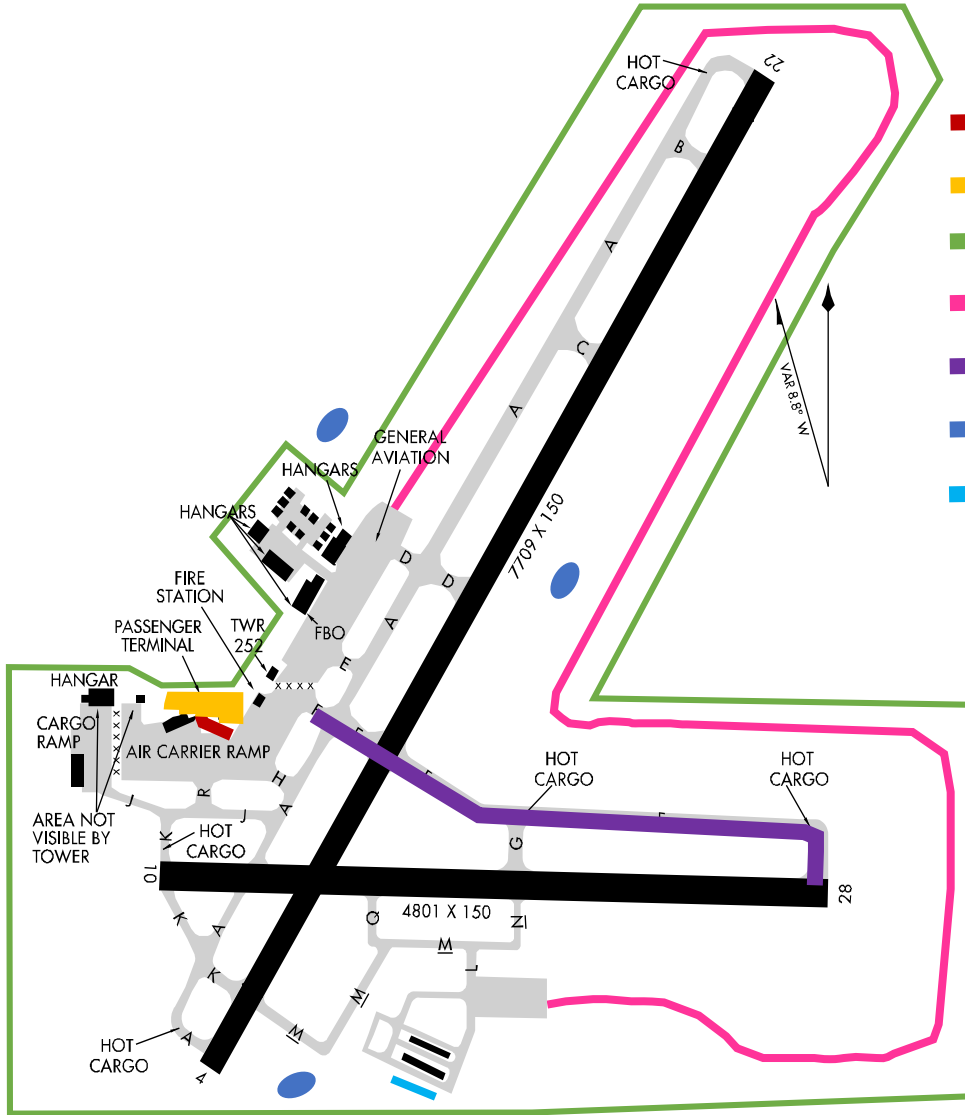 22
HOT
CARGO
B
A
C
A
VAR 8.8° W
GENERAL
AVIATION
HANGARS
HANGARS
7709 X 150
D
D
FIRE
STATION
A
PASSENGER
TERMINAL
TWR
252
FBO
E
HANGAR
x x x x
CARGO
RAMP
x x x x x x
AIR CARRIER RAMP
HOT
CARGO
HOT
CARGO
H
R
J
J
A
AREA NOT
VISIBLE BY
TOWER
K
HOT
CARGO
G
10
28
4801 X 150
K
A
Q
N
M
K
L
M
M
A
HOT
CARGO
4